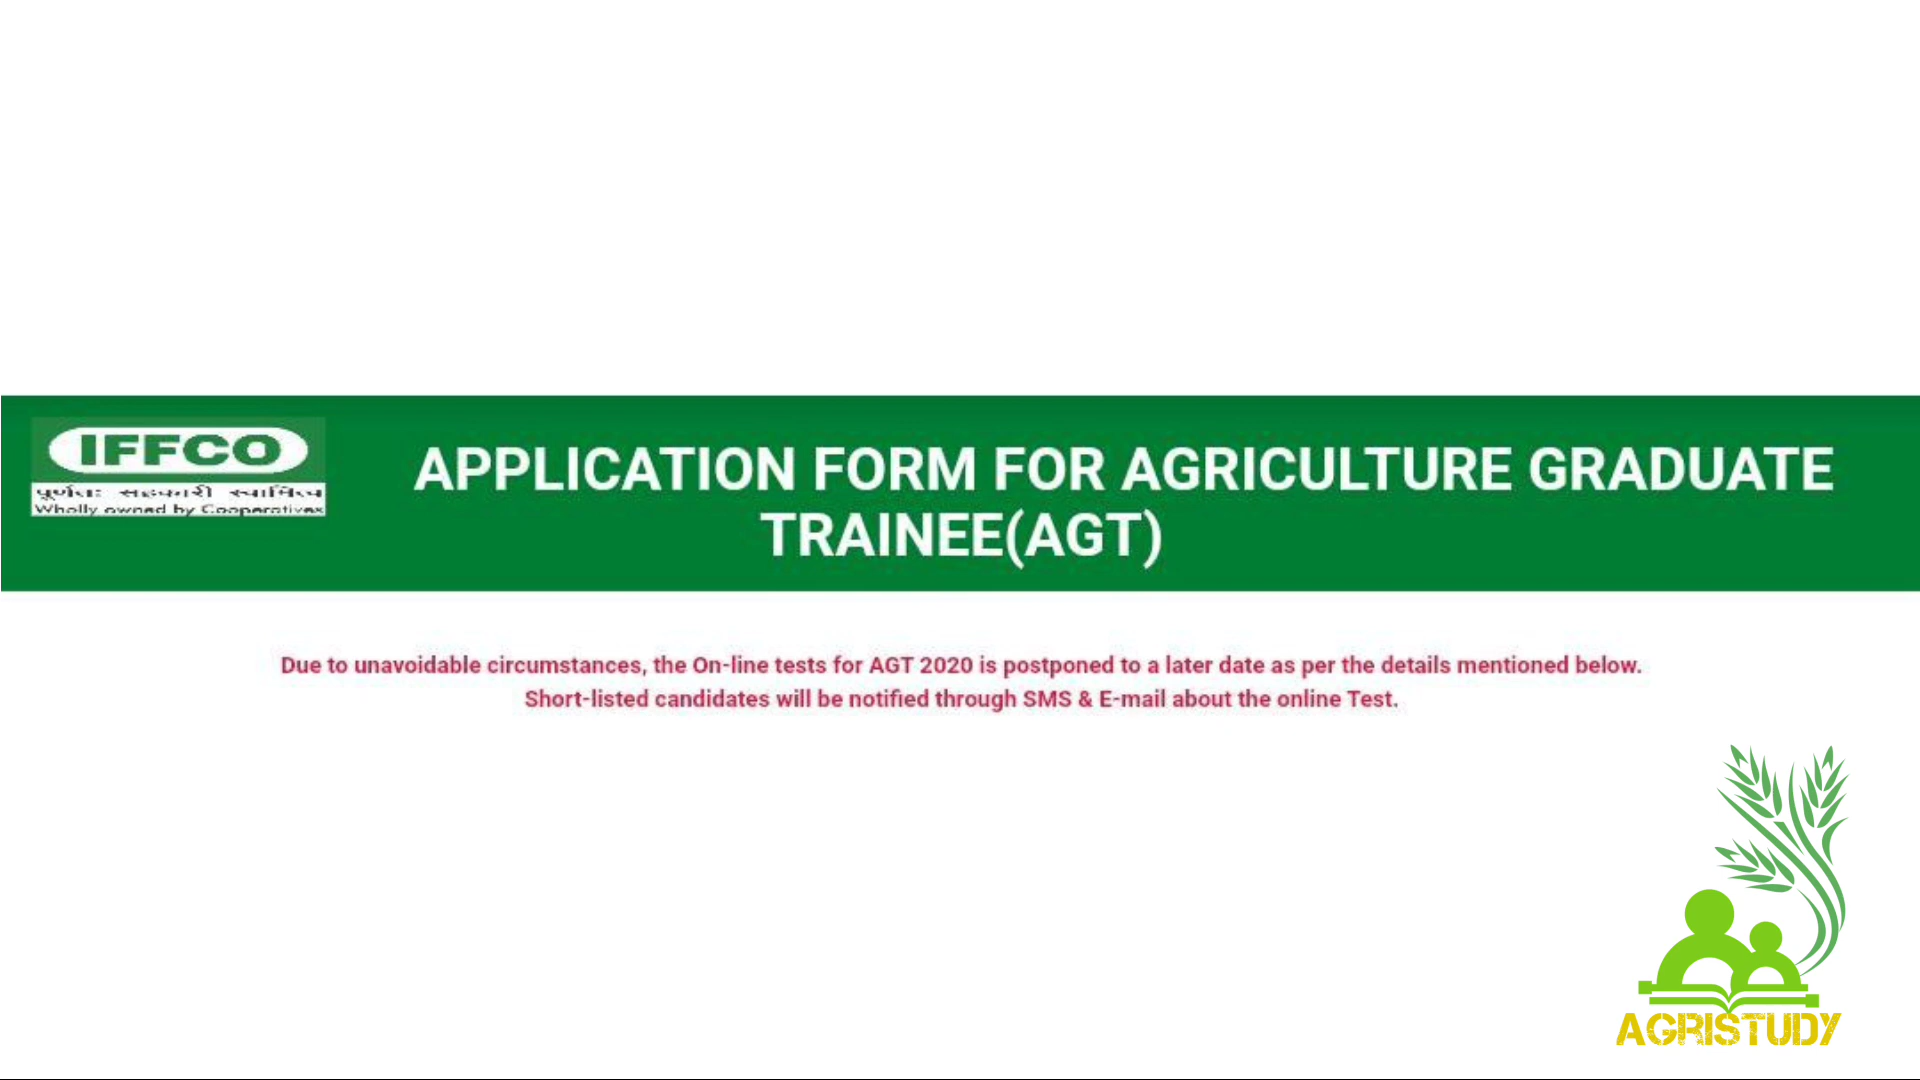 IFFCO
पूर्णतः सहकारी स्वामित्व
Wholly owned by Cooperatives
APPLICATION FORM FOR AGRICULTURE GRADUATE
TRAINEE(AGT)
Due to unavoidable circumstances, the On-line tests for AGT 2020 is postponed to a later date as per the details mentioned below.
Short-listed candidates will be notified through SMS & E-mail about the online Test.
AGRISTUDY